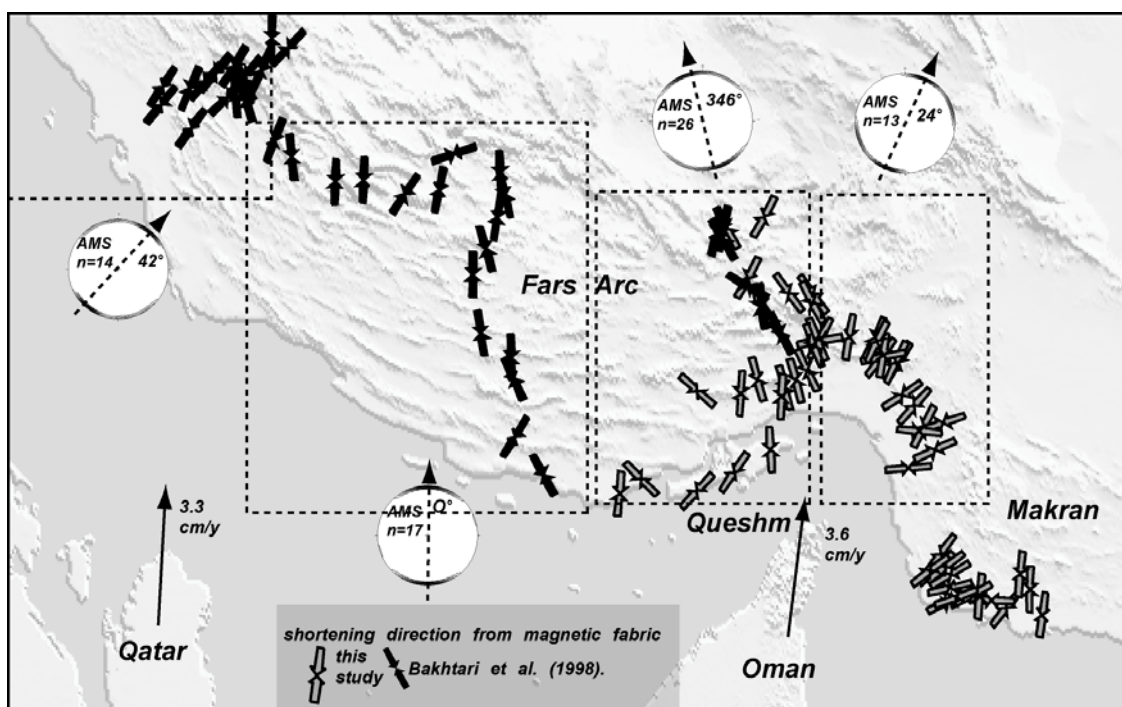 AMS
n=26
346°
AMS
n=13
24°
AMS
n=14
42°
Fars Arc
AMS
n=17
0°
3.3
cm/y
Queshm
Makran
3.6
cm/y
Qatar
Oman
shortening direction from magnetic fabric
this
study
Bakhtari et al. (1998).